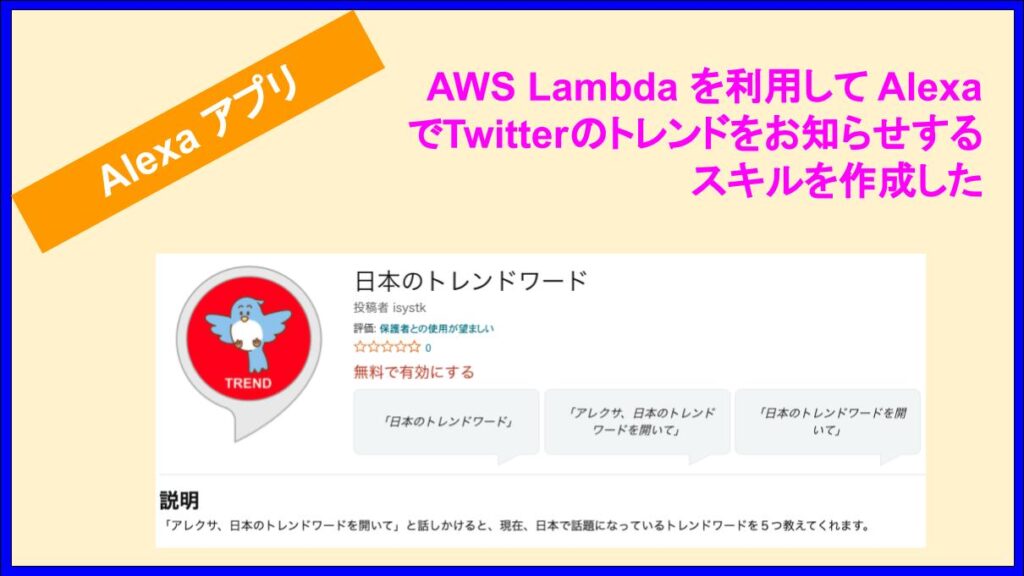 Alexa アプリ
AWS Lambda を利用して Alexa
でTwitterのトレンドをお知らせする
スキルを作成した
TREND
日本のトレンドワード
投稿者 isystk
評価: 保護者との使用が望ましい
☆☆☆☆☆ 0
無料で有効にする
「日本のトレンドワード」
「アレクサ、日本のトレンド
ワードを開いて」
「日本のトレンドワードを開
いて」
説明
「アレクサ、日本のトレンドワードを開いて」と話しかけると、現在、日本で話題になっているトレンドワードを５つ教えてくれます。